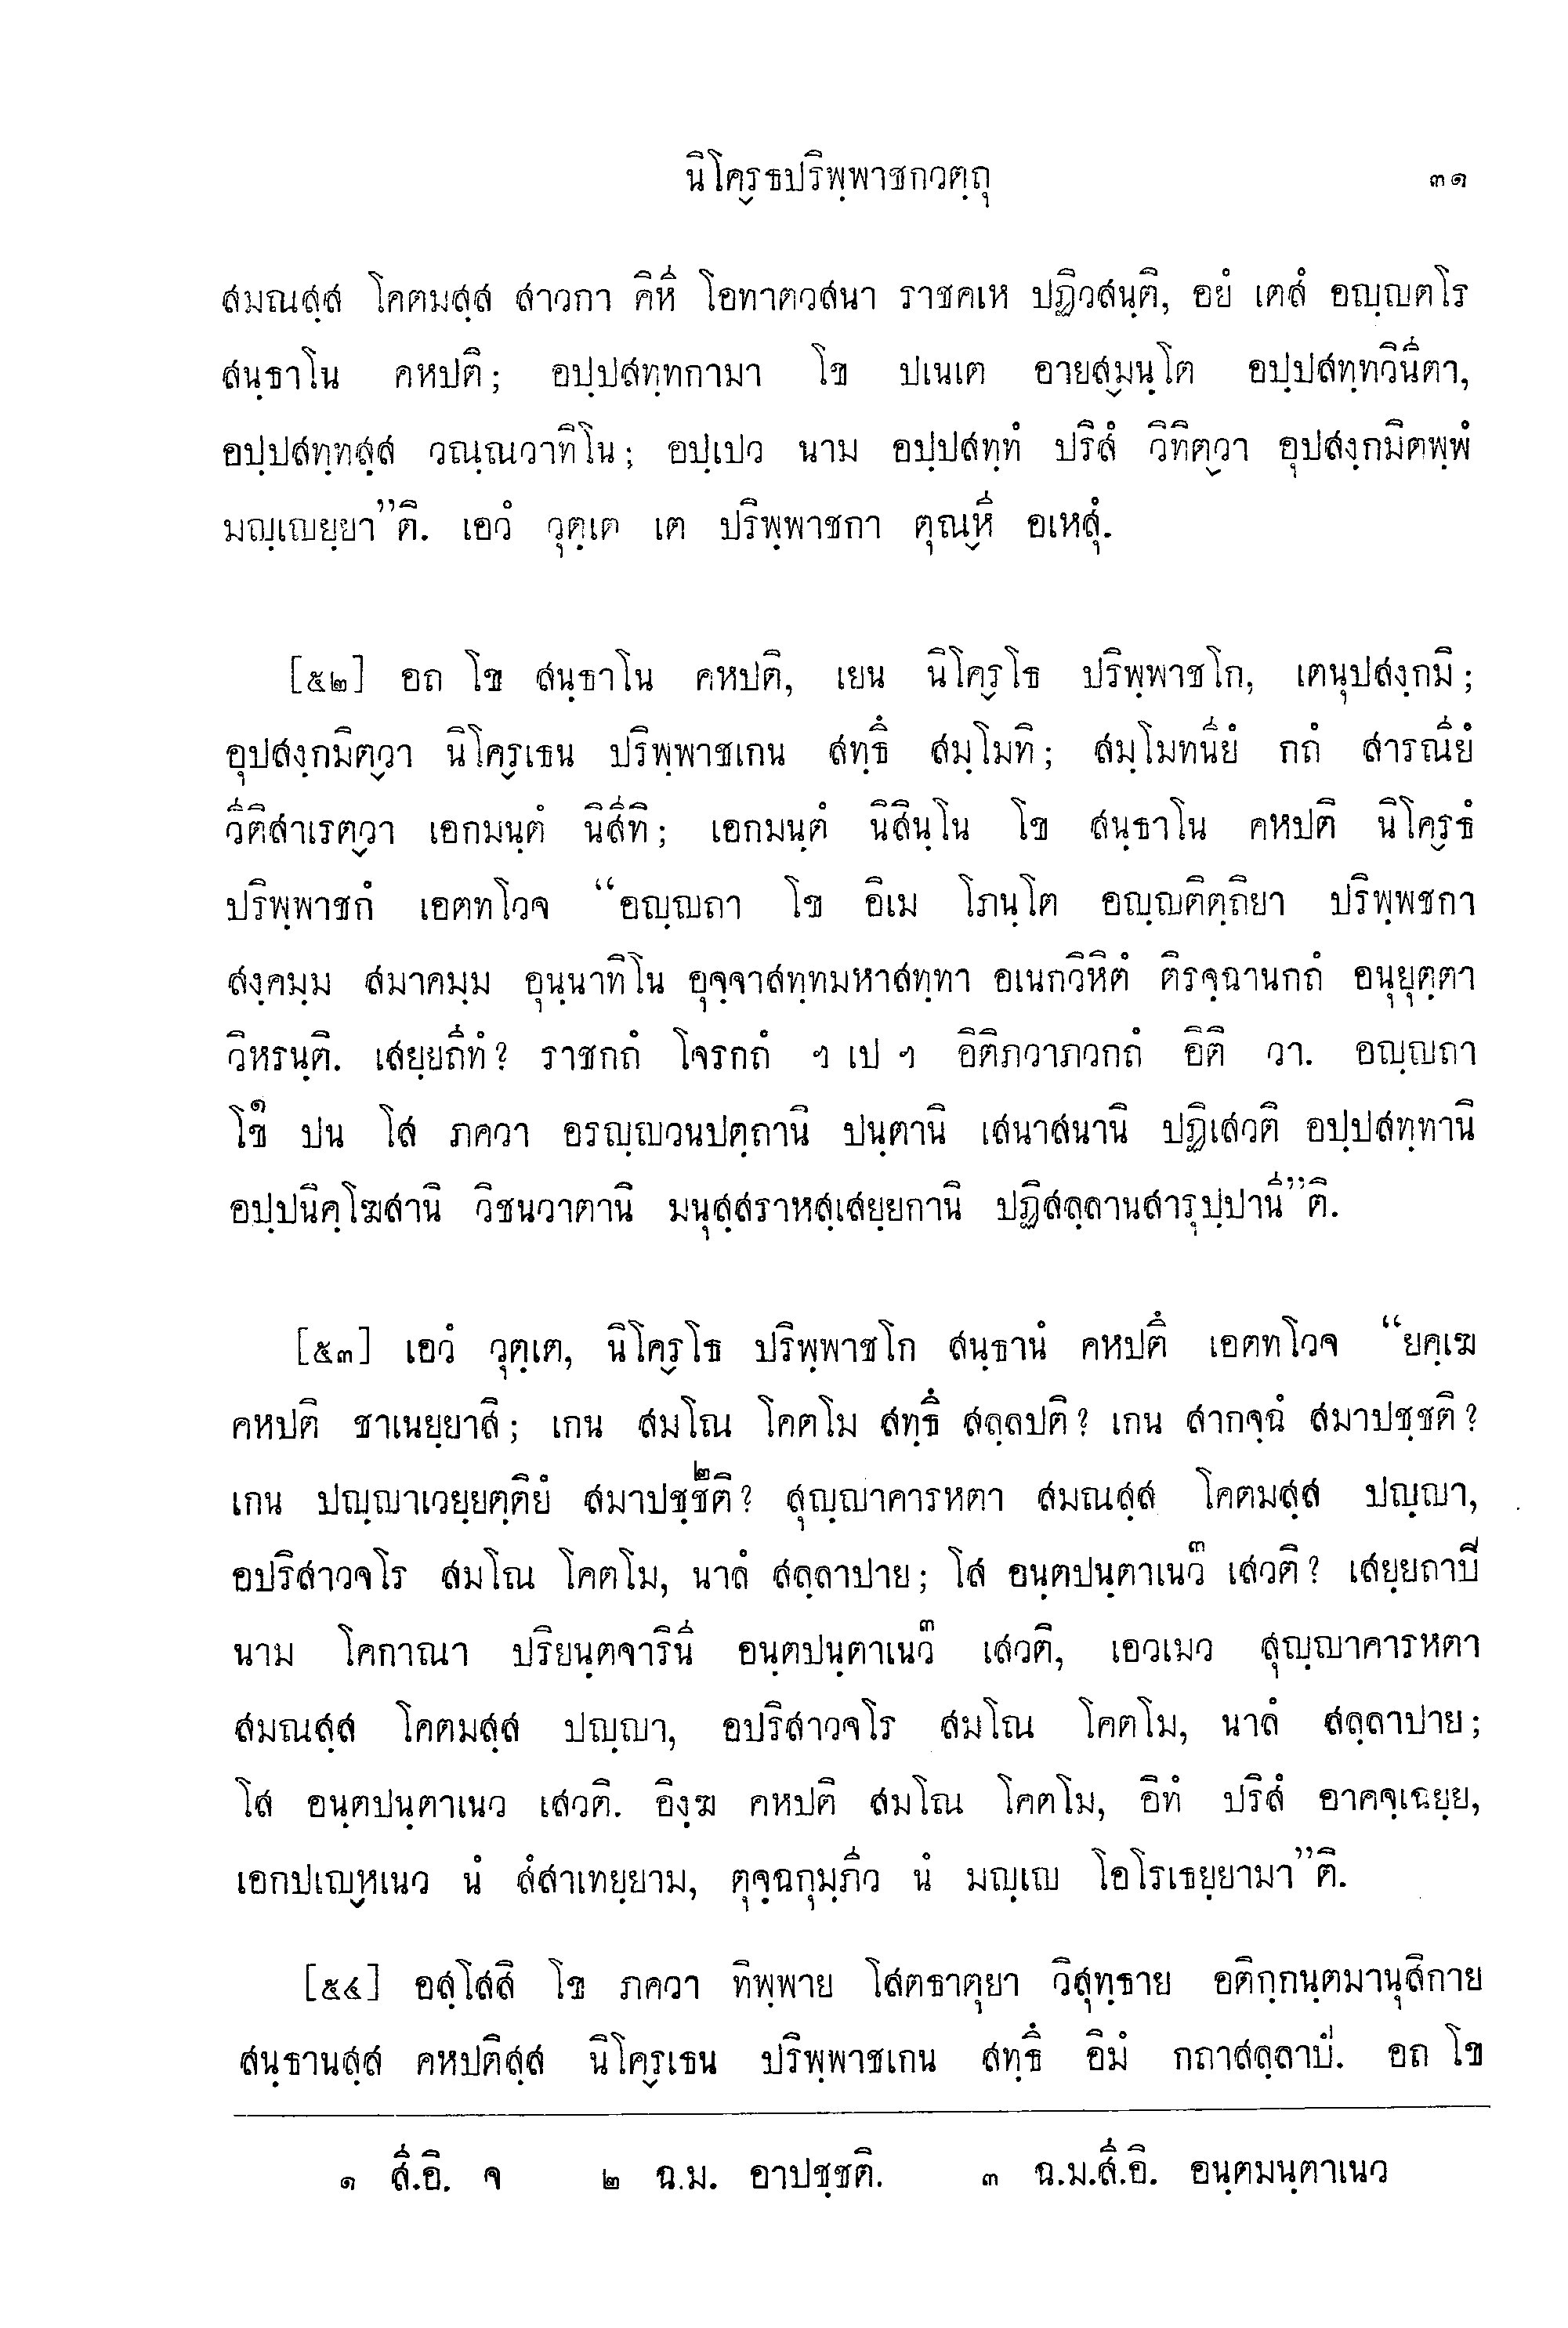 นิโคฺรธปริพฺพาชกวตฺถุ ๓๑
สมณสฺส โคตมสฺส สาวกา คิหี โอทาตวสนา ราชคเห ปฏิวสนฺติ, อยํ เตสํ อญฺญตโร
สนฺธาโน คหปติ; อปฺปสทฺทกามา โข ปเนเต อายสฺมนฺโต อปฺปสทฺทวินีตา,
อปฺปสทฺทสฺส วณฺณวาทิโน; อปฺเปว นาม อปฺปสทฺทํ ปริสํ วิทิตฺวา อุปสงฺกมิตพฺพํ
มญฺเญยฺยา”ติ. เอวํ วุตฺเต เต ปริพฺพาชกา ตุณฺหี อเหสุํ.
[๕๒] อถ โข สนฺธาโน คหปติ, เยน นิโคฺรโธ ปริพฺพาชโก, เตนุปสงฺกมิ;
อุปสงฺกมิตฺวา นิโคฺรเธน ปริพฺพาชเกน สทฺธึ สมฺโมทิ; สมฺโมทนียํ กถํ สารณียํ
วีติสาเรตฺวา เอกมนฺตํ นิสีทิ; เอกมนฺตํ นิสินฺโน โข สนฺธาโน คหปติ นิโคฺรธํ
ปริพฺพาชกํ เอตทโวจ “อญฺญถา โข อิเม โภนฺโต อญฺญติตฺถิยา ปริพฺพชกา
สงฺคมฺม สมาคมฺม อุนฺนาทิโน อุจฺจาสทฺทมหาสทฺทา อเนกวิหิตํ ติรจฺฉานกถํ อนุยุตฺตา
วิหรนฺติ. เสยฺยถีทํ? ราชกถํ โจรกถํ ฯ เป ฯ อิติภวาภวกถํ อิติ วา. อญฺญถา
โข๑ ปน โส ภควา อรญฺญวนปตฺถานิ ปนฺตานิ เสนาสนานิ ปฏิเสวติ อปฺปสทฺทานิ
อปฺปนิคฺโฆสานิ วิชนวาตานิ มนุสฺสราหสฺเสยฺยกานิ ปฏิสลฺลานสารุปฺปานี”ติ.
[๕๓] เอวํ วุตฺเต, นิโคฺรโธ ปริพฺพาชโก สนฺธานํ คหปตึ เอตทโวจ “ยคฺเฆ
คหปติ ชาเนยฺยาสิ; เกน สมโณ โคตโม สทฺธึ สลฺลปติ? เกน สากจฺฉํ สมาปชฺชติ?
เกน ปญฺญาเวยฺยตฺติยํ สมาปชฺช๒ติ? สุญฺญาคารหตา สมณสฺส โคตมสฺส ปญฺญา,
อปริสาวจโร สมโณ โคตโม, นาลํ สลฺลาปาย; โส อนฺตปนฺตาเนว๓ เสวติ? เสยฺยถาปิ
นาม โคกาณา ปริยนฺตจารินี อนฺตปนฺตาเนว๓ เสวติ, เอวเมว สุญฺญาคารหตา
สมณสฺส โคตมสฺส ปญฺญา, อปริสาวจโร สมโณ โคตโม, นาลํ สลฺลาปาย;
โส อนฺตปนฺตาเนว เสวติ. อิงฺฆ คหปติ สมโณ โคตโม, อิทํ ปริสํ อาคจฺเฉยฺย,
เอกปเญฺหเนว นํ สํสาเทยฺยาม, ตุจฺฉกุมฺภีว นํ มญฺเญ โอโรเธยฺยามา”ติ.
[๕๔] อสฺโสสิ โข ภควา ทิพฺพาย โสตธาตุยา วิสุทฺธาย อติกฺกนฺตมานุสิกาย
สนฺธานสฺส คหปติสฺส นิโคฺรเธน ปริพฺพาชเกน สทฺธึ อิมํ กถาสลฺลาปํ. อถ โข
๑ สี.อิ. จ ๒ ฉ.ม. อาปชฺชติ. ๓ ฉ.ม.สี.อิ. อนฺตมนฺตาเนว